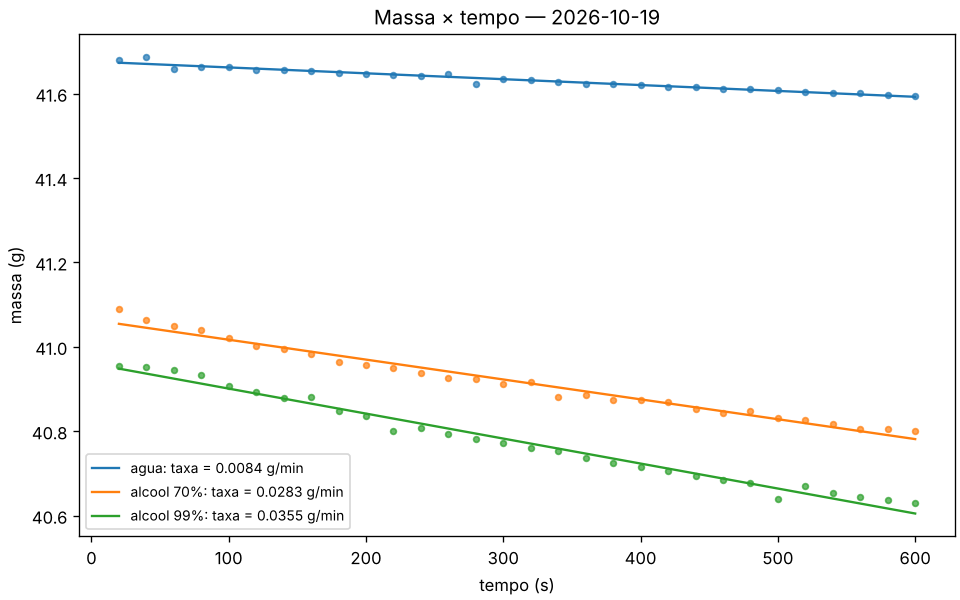 Massa × tempo — 2026-10-19
massa (g)
41.6
41.4
41.2
41.0
40.8
40.6
agua: taxa = 0.0084 g/min
alcool 70%: taxa = 0.0283 g/min
alcool 99%: taxa = 0.0355 g/min
0
100
200
300
400
500
600
tempo (s)